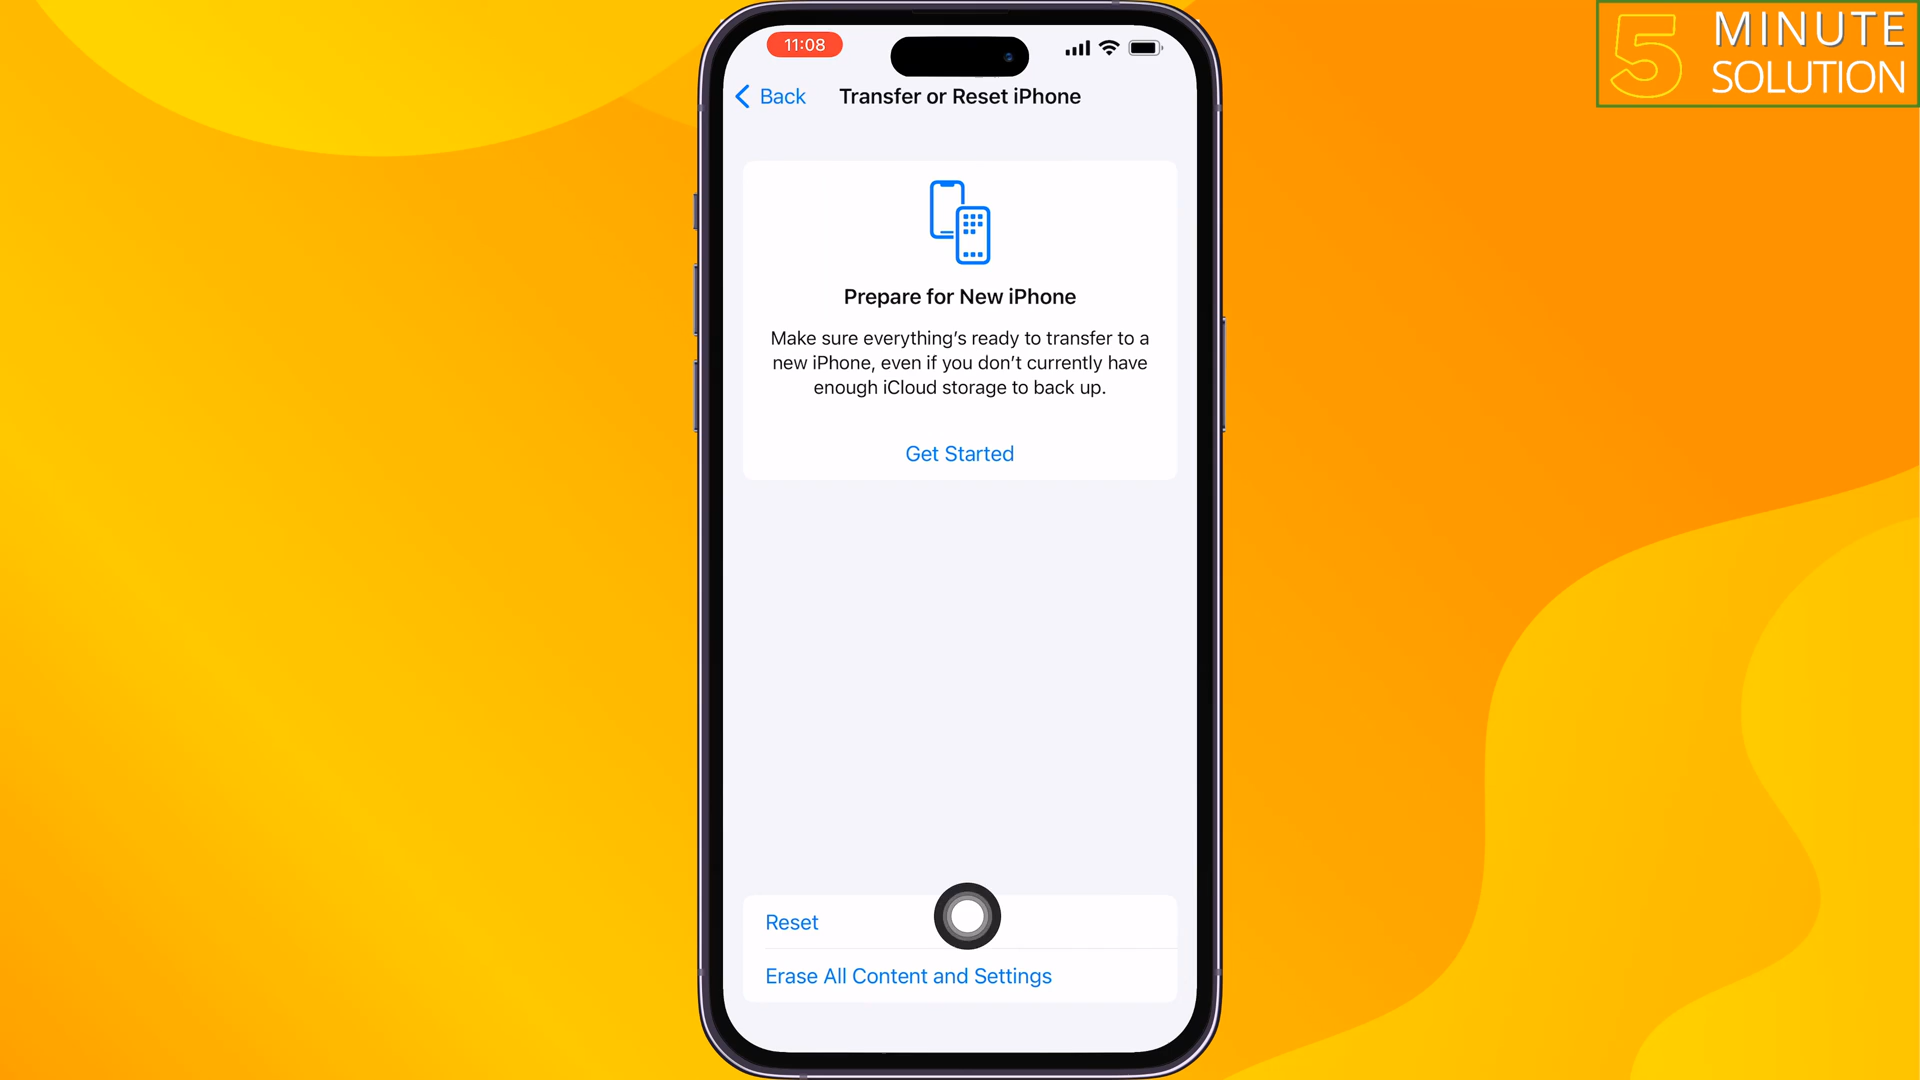 11:08
Back
Transfer or Reset iPhone
Prepare for New iPhone
Make sure everything’s ready to transfer to a
new iPhone, even if you don’t currently have
enough iCloud storage to back up.
Get Started
Reset
Erase All Content and Settings
5 MINUTE
SOLUTION